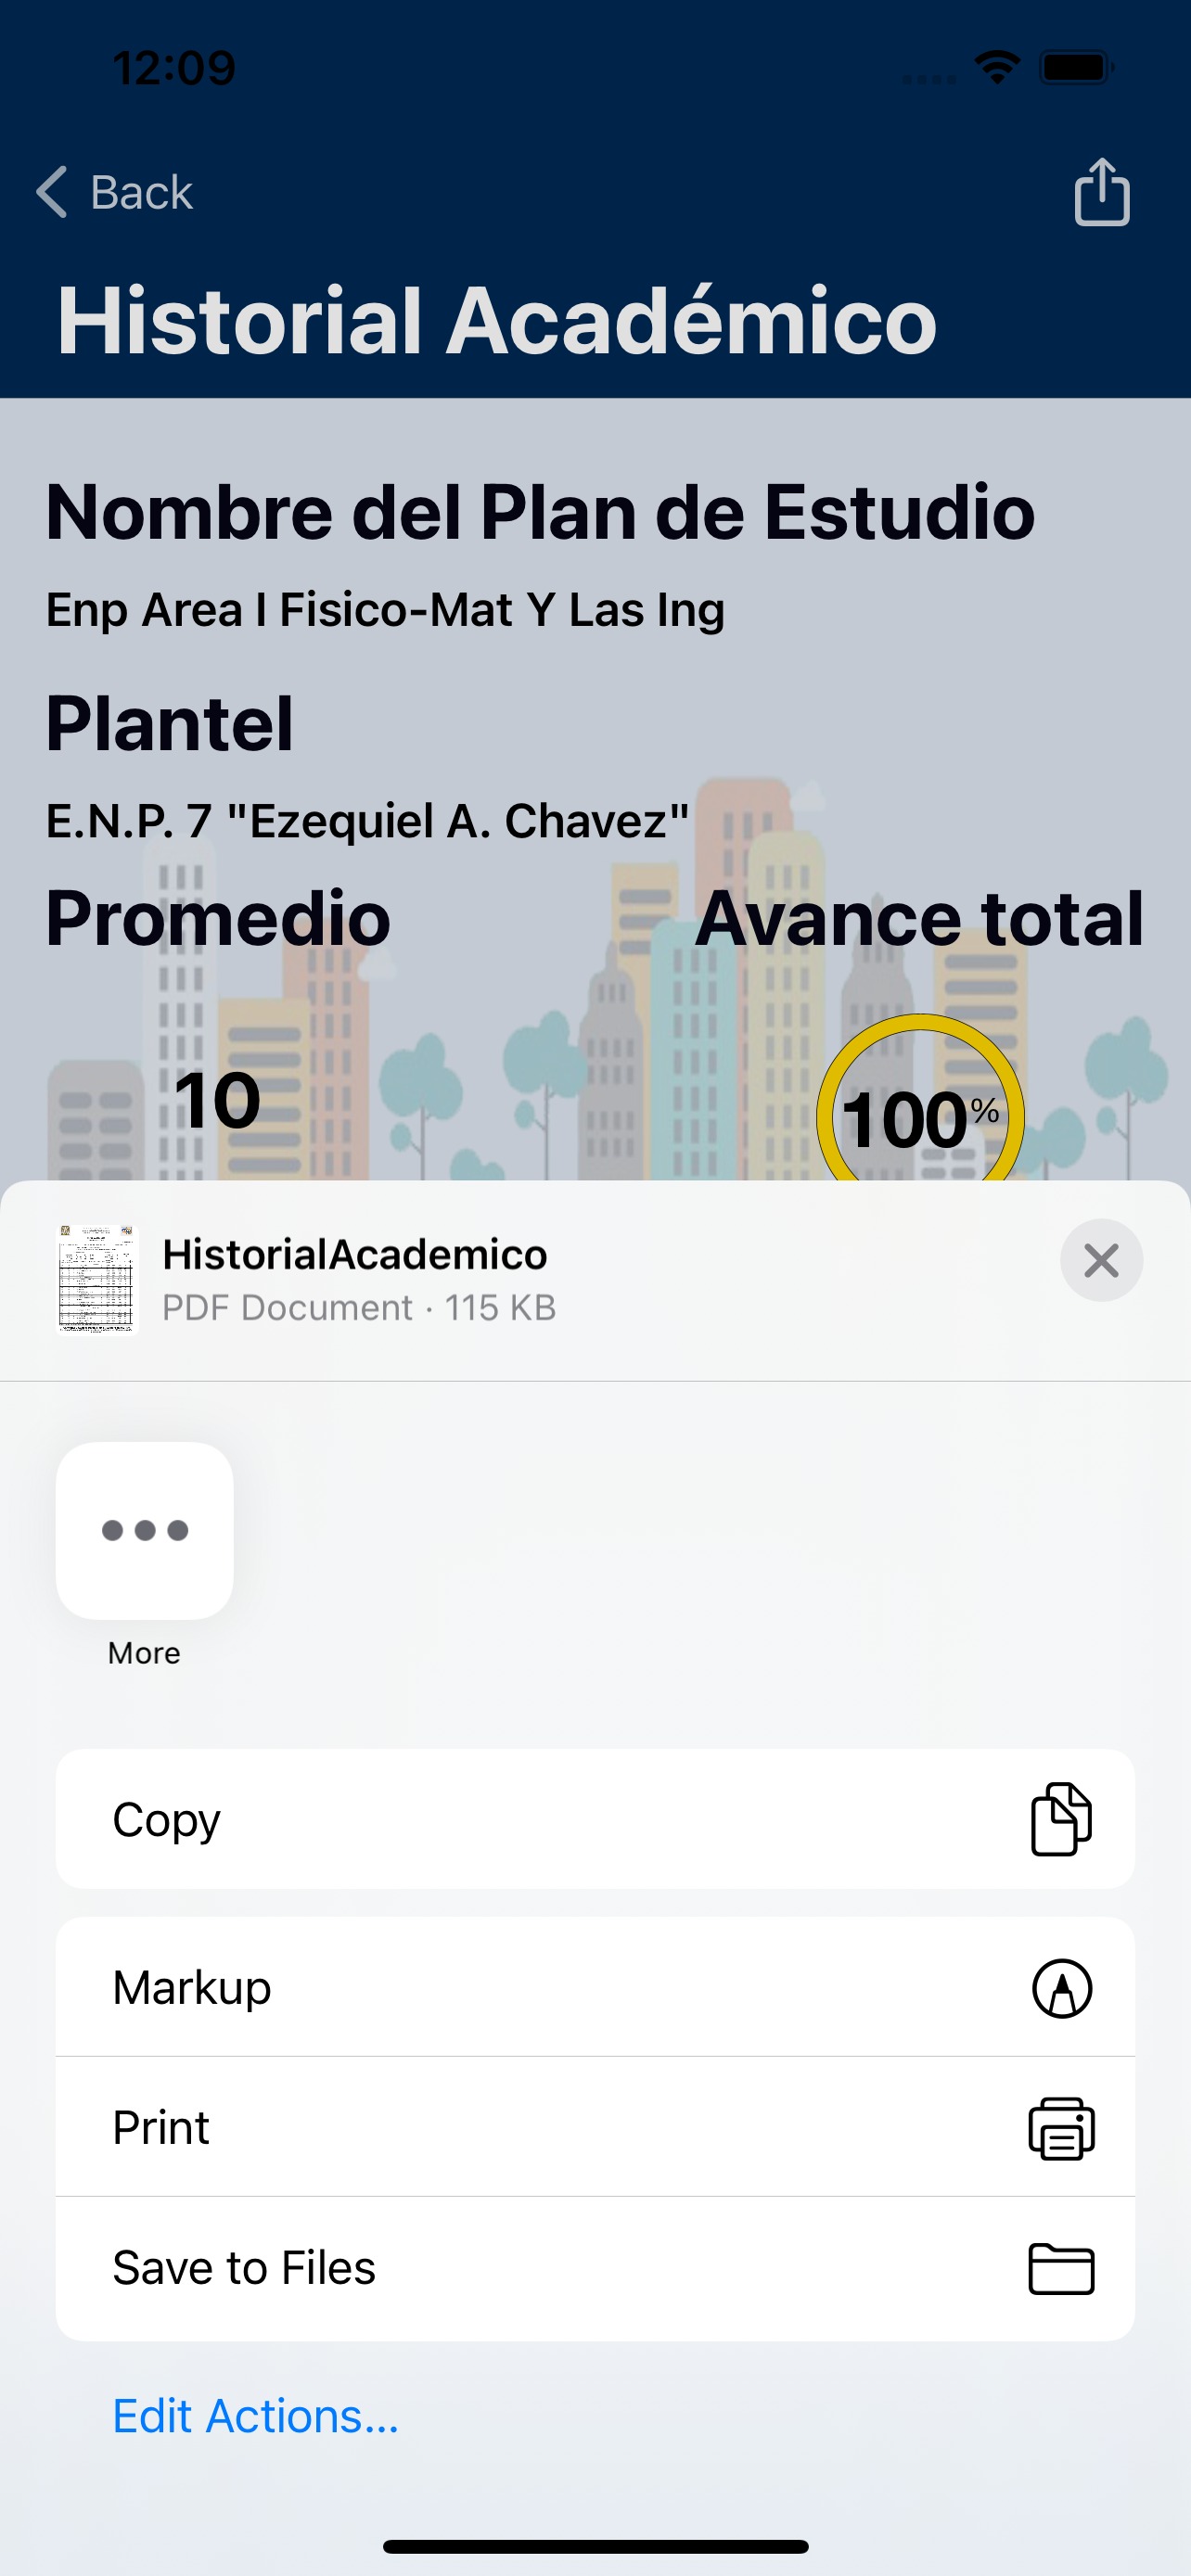 12:09
Back
Historial Académico
Nombre del Plan de Estudio
Enp Area I Fisico-Mat Y Las Ing
Plantel
E.N.P. 7 "Ezequiel A. Chavez"
Promedio Avance total
10 100%
HistorialAcademico
PDF Document · 115 KB
More
Copy
Markup
Print
Save to Files
Edit Actions...